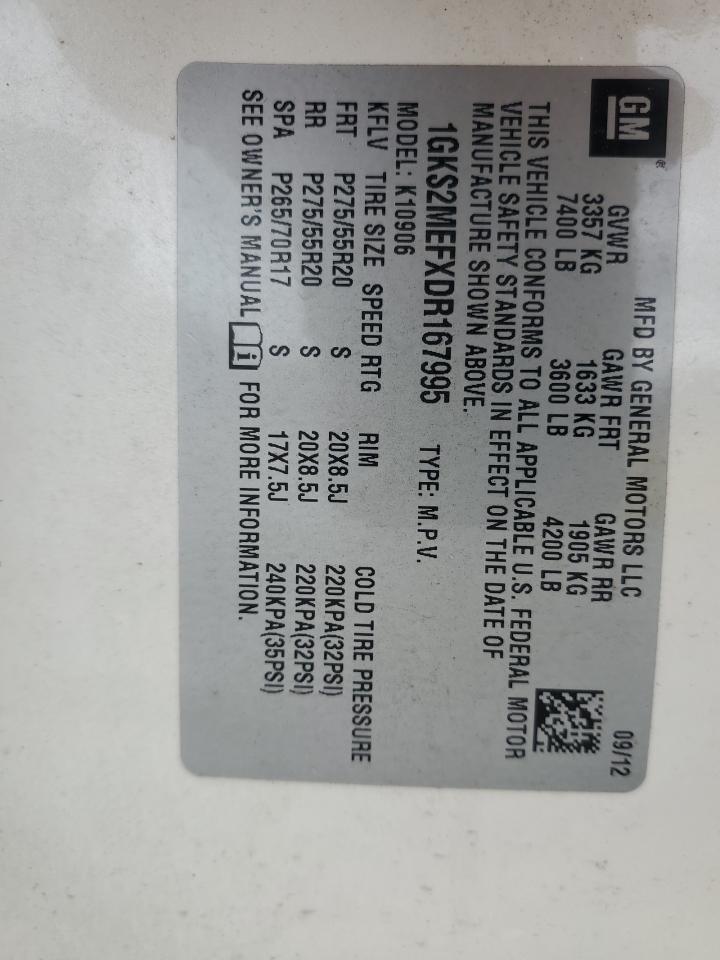 GM
MFD BY GENERAL MOTORS LLC 09/12
GVWR GAWR FRT GAWR RR
3357 KG 1633 KG 1905 KG
7400 LB 3600 LB 4200 LB
THIS VEHICLE CONFORMS TO ALL APPLICABLE U.S. FEDERAL MOTOR
VEHICLE SAFETY STANDARDS IN EFFECT ON THE DATE OF
MANUFACTURE SHOWN ABOVE.
1GKS2MEFXDR167995 TYPE: M.P.V.
MODEL: K10906
KFLV TIRE SIZE SPEED RTG RIM COLD TIRE PRESSURE
FRT P275/55R20 S 20X8.5J 220KPA(32PSI)
RR P275/55R20 S 20X8.5J 220KPA(32PSI)
SPA P265/70R17 S 17X7.5J 240KPA(35PSI)
SEE OWNER'S MANUAL i FOR MORE INFORMATION.